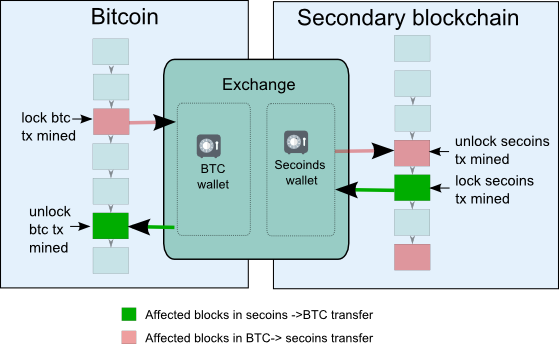 Bitcoin
Secondary blockchain
Exchange
lock btc
tx mined
BTC
wallet
Secoinds
wallet
unlock secoins
tx mined
lock secoins
tx mined
unlock
btc tx
mined
Affected blocks in secoins ->BTC transfer
Affected blocks in BTC-> secoins transfer